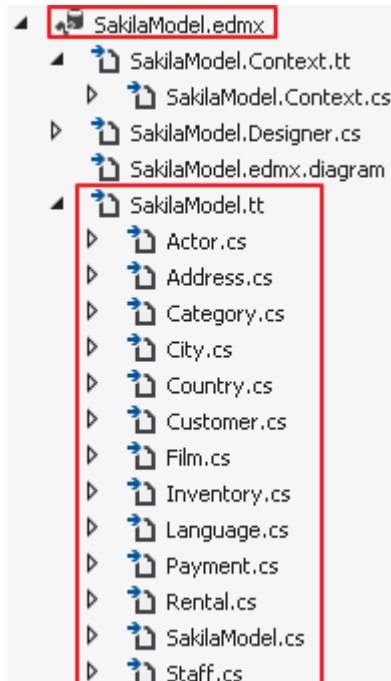 SakilaModel.edmx
SakilaModel.Context.tt
SakilaModel.Context.cs
SakilaModel.Designer.cs
SakilaModel.edmx.diagram
SakilaModel.tt
Actor.cs
Address.cs
Category.cs
City.cs
Country.cs
Customer.cs
Film.cs
Inventory.cs
Language.cs
Payment.cs
Rental.cs
SakilaModel.cs
Staff.cs